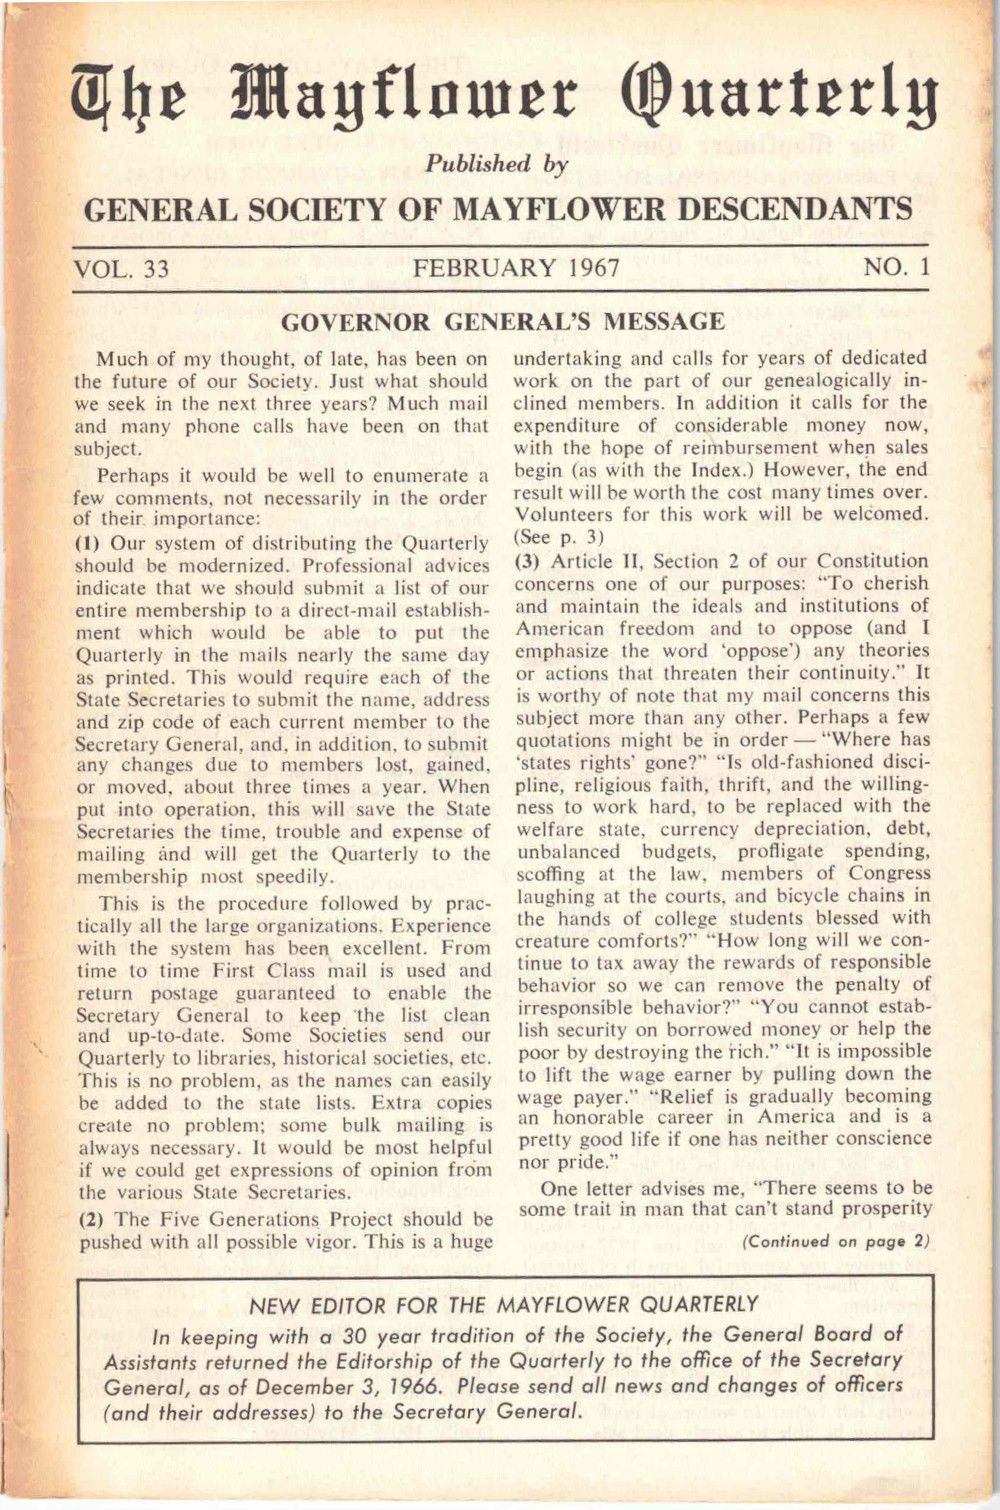 The Mayflower Quarterly
Published by
GENERAL SOCIETY OF MAYFLOWER DESCENDANTS
VOL. 33 FEBRUARY 1967 NO. 1
GOVERNOR GENERAL'S MESSAGE
Much of my thought, of late, has been on
the future of our Society. Just what should
we seek in the next three years? Much mail
and many phone calls have been on that
subject.
Perhaps it would be well to enumerate a
few comments, not necessarily in the order
of their importance:
(1) Our system of distributing the Quarterly
should be modernized. Professional advices
indicate that we should submit a list of our
entire membership to a direct-mail establish-
ment which would be able to put the
Quarterly in the mails nearly the same day
as printed. This would require each of the
State Secretaries to submit the name, address
and zip code of each current member to the
Secretary General, and, in addition, to submit
any changes due to members lost, gained,
or moved, about three times a year. When
put into operation, this will save the State
Secretaries the time, trouble and expense of
mailing and will get the Quarterly to the
membership most speedily.
This is the procedure followed by prac-
tically all the large organizations. Experience
with the system has been excellent. From
time to time First Class mail is used and
return postage guaranteed to enable the
Secretary General to keep the list clean
and up-to-date. Some Societies send our
Quarterly to libraries, historical societies, etc.
This is no problem, as the names can easily
be added to the state lists. Extra copies
create no problem; some bulk mailing is
always necessary. It would be most helpful
if we could get expressions of opinion from
the various State Secretaries.
(2) The Five Generations Project should be
pushed with all possible vigor. This is a huge
undertaking and calls for years of dedicated
work on the part of our genealogically in-
clined members. In addition it calls for the
expenditure of considerable money now,
with the hope of reimbursement when sales
begin (as with the Index.) However, the end
result will be worth the cost many times over.
Volunteers for this work will be welcomed.
(See p. 3)
(3) Article II, Section 2 of our Constitution
concerns one of our purposes: "To cherish
and maintain the ideals and institutions of
American freedom and to oppose (and I
emphasize the word 'oppose') any theories
or actions that threaten their continuity." It
is worthy of note that my mail concerns this
subject more than any other. Perhaps a few
quotations might be in order — "Where has
'states rights' gone?" "Is old-fashioned disci-
pline, religious faith, thrift, and the willing-
ness to work hard, to be replaced with the
welfare state, currency depreciation, debt,
unbalanced budgets, profligate spending,
scoffing at the law, members of Congress
laughing at the courts, and bicycle chains in
the hands of college students blessed with
creature comforts?" "How long will we con-
tinue to tax away the rewards of responsible
behavior so we can remove the penalty of
irresponsible behavior?" "You cannot estab-
lish security on borrowed money or help the
poor by destroying the rich." "It is impossible
to lift the wage earner by pulling down the
wage payer." "Relief is gradually becoming
an honorable career in America and is a
pretty good life if one has neither conscience
nor pride."
One letter advises me, "There seems to be
some trait in man that can't stand prosperity
(Continued on page 2)
NEW EDITOR FOR THE MAYFLOWER QUARTERLY
In keeping with a 30 year tradition of the Society, the General Board of
Assistants returned the Editorship of the Quarterly to the office of the Secretary
General, as of December 3, 1966. Please send all news and changes of officers
(and their addresses) to the Secretary General.